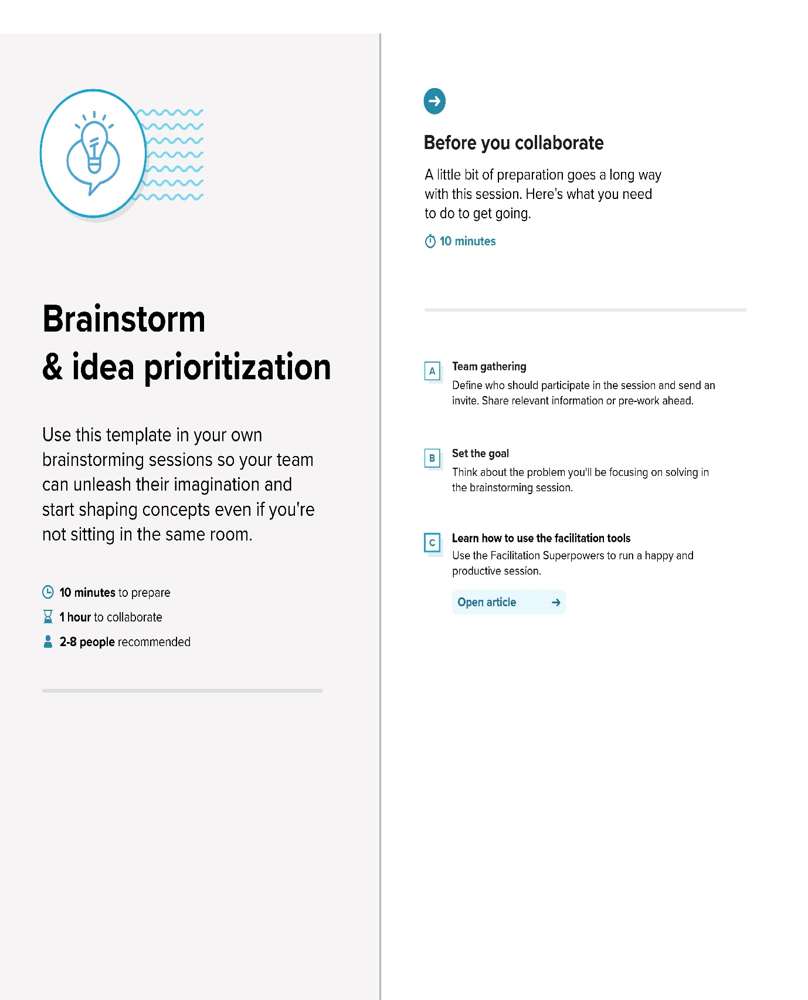 Brainstorm
& idea prioritization
Use this template in your own
brainstorming sessions so your team
can unleash their imagination and
start shaping concepts even if you're
not sitting in the same room.
10 minutes to prepare
1 hour to collaborate
2-8 people recommended
Before you collaborate
A little bit of preparation goes a long way
with this session. Here’s what you need
to do to get going.
10 minutes
A
Team gathering
Define who should participate in the session and send an
invite. Share relevant information or pre-work ahead.
B
Set the goal
Think about the problem you'll be focusing on solving in
the brainstorming session.
C
Learn how to use the facilitation tools
Use the Facilitation Superpowers to run a happy and
productive session.
Open article